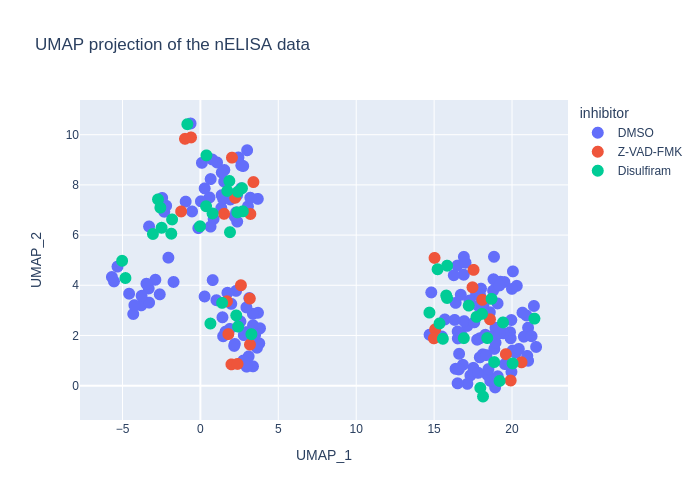 UMAP projection of the nELISA data
inhibitor
DMSO
Z-VAD-FMK
Disulfiram
UMAP_2
10
8
6
4
2
0
−5
0
5
10
15
20
UMAP_1